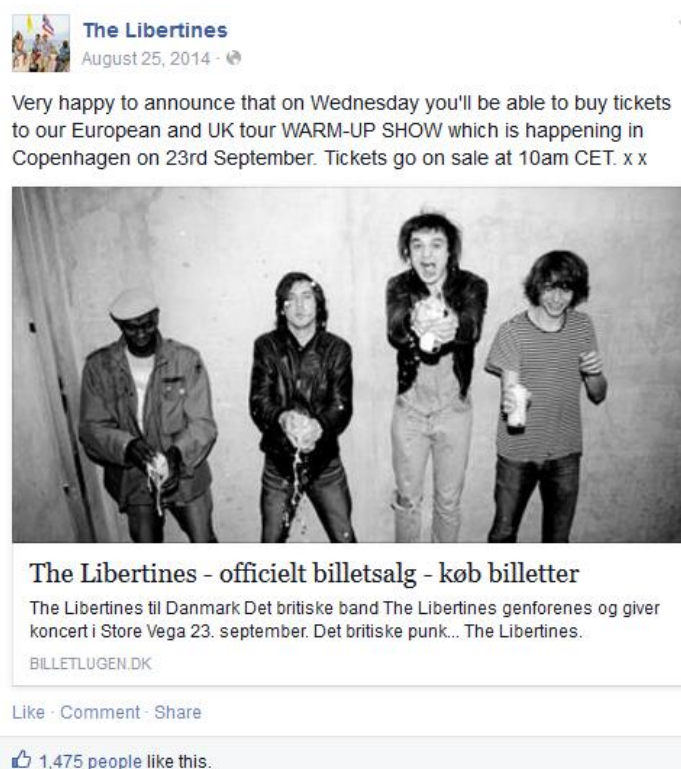 The Libertines
August 25, 2014 ·
Very happy to announce that on Wednesday you'll be able to buy tickets
to our European and UK tour WARM-UP SHOW which is happening in
Copenhagen on 23rd September. Tickets go on sale at 10am CET. x x
The Libertines - officielt billetsalg - køb billetter
The Libertines til Danmark Det britiske band The Libertines genforenes og giver
koncert i Store Vega 23. september. Det britiske punk... The Libertines.
BILLETLUGEN.DK
Like · Comment · Share
1,475 people like this.